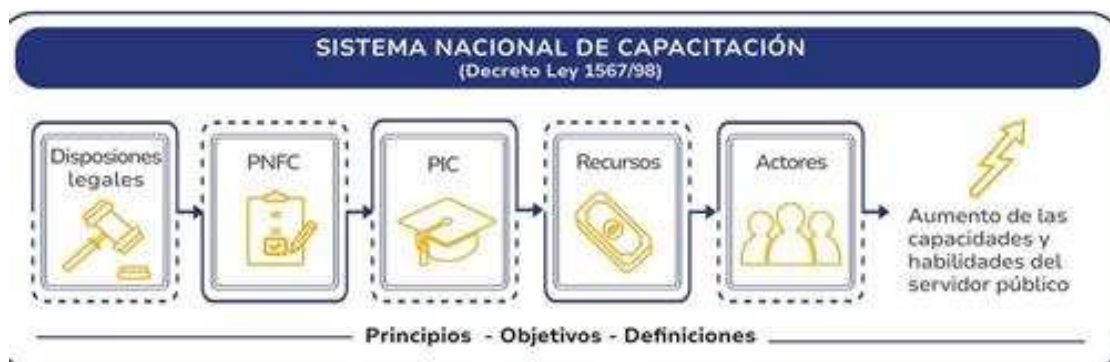 SISTEMA NACIONAL DE CAPACITACIÓN
(Decreto Ley 1567/98)
Disposiones
legales
PNFC
PIC
Recursos
Actores
Aumento de las
capacidades y
habilidades del
servidor público
Principios - Objetivos - Definiciones